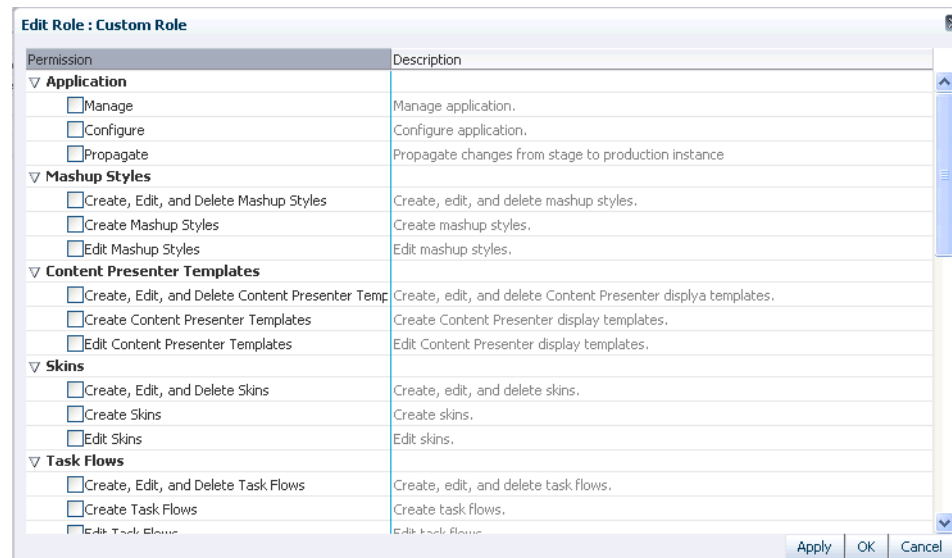 Edit Role : Custom Role
Permission Description
Application
Manage Manage application.
Configure Configure application.
Propagate Propagate changes from stage to production instance
Mashup Styles
Create, Edit, and Delete Mashup Styles Create, edit, and delete mashup styles.
Create Mashup Styles Create mashup styles.
Edit Mashup Styles Edit mashup styles.
Content Presenter Templates
Create, Edit, and Delete Content Presenter Temp Create, edit, and delete Content Presenter displya templates.
Create Content Presenter Templates Create Content Presenter display templates.
Edit Content Presenter Templates Edit Content Presenter display templates.
Skins
Create, Edit, and Delete Skins Create, edit, and delete skins.
Create Skins Create skins.
Edit Skins Edit skins.
Task Flows
Create, Edit, and Delete Task Flows Create, edit, and delete task flows.
Create Task Flows Create task flows.
Edit Task Flows Edit task flows
Apply OK Cancel